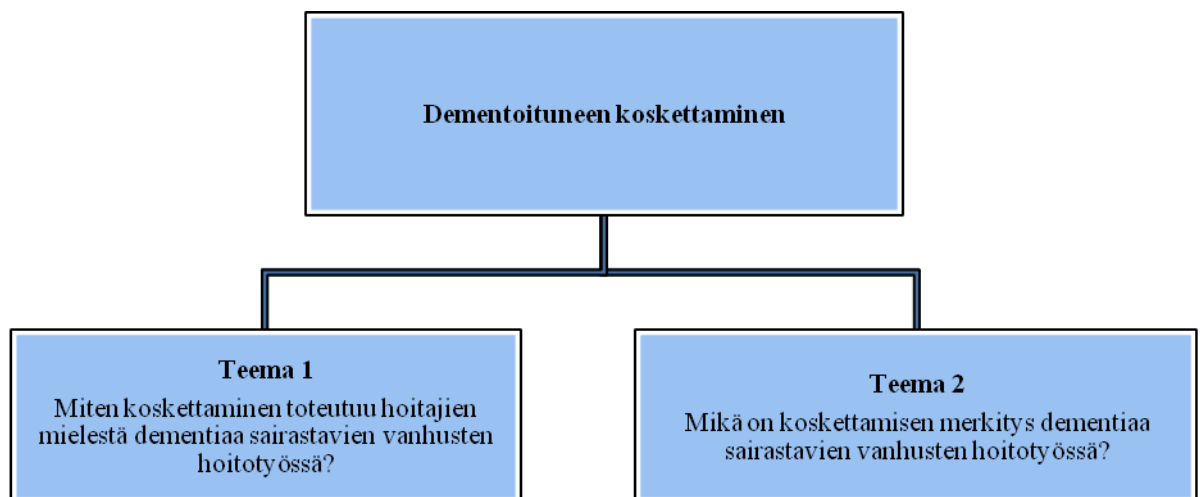 Dementoituneen koskettaminen
Teema 1
Miten koskettaminen toteutuu hoitajien
mielestä dementiaa sairastavien vanhusten
hoitotyössä?
Teema 2
Mikä on koskettamisen merkitys dementiaa
sairastavien vanhusten hoitotyössä?